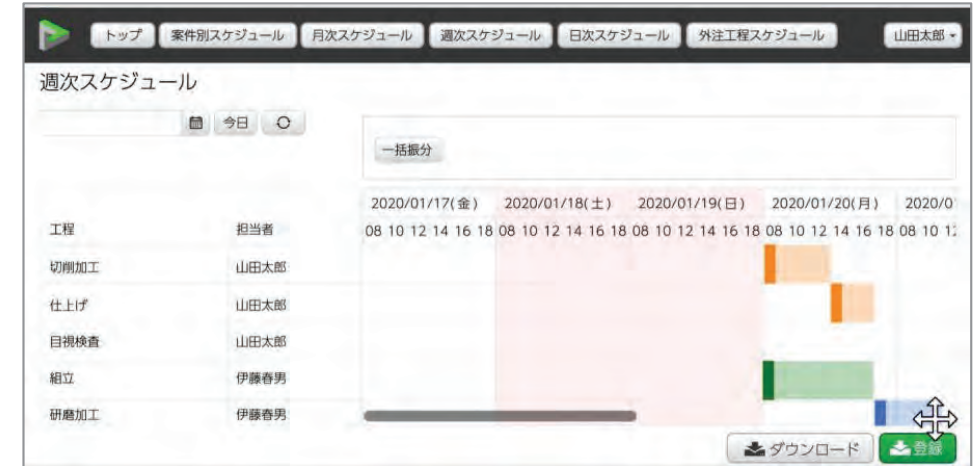 トップ 案件別スケジュール 月次スケジュール 週次スケジュール 日次スケジュール 外注工程スケジュール 山田太郎
週次スケジュール
今日
一括振分
2020/01/17(金) 2020/01/18(土) 2020/01/19(日) 2020/01/20(月) 2020/0
工程 担当者 08 10 12 14 16 18 08 10 12 14 16 18 08 10 12 14 16 18 08 10 12 14 16 18 08 10 12
切削加工 山田太郎
仕上げ 山田太郎
目視検査 山田太郎
組立 伊藤春男
研磨加工 伊藤春男
ダウンロード 登録